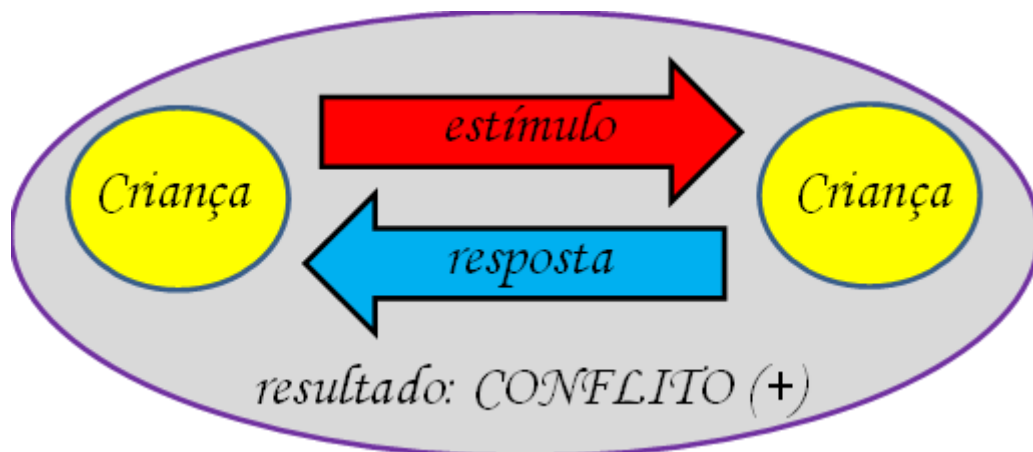 estímulo
Criança
Criança
resposta
resultado: CONFLITO (+)